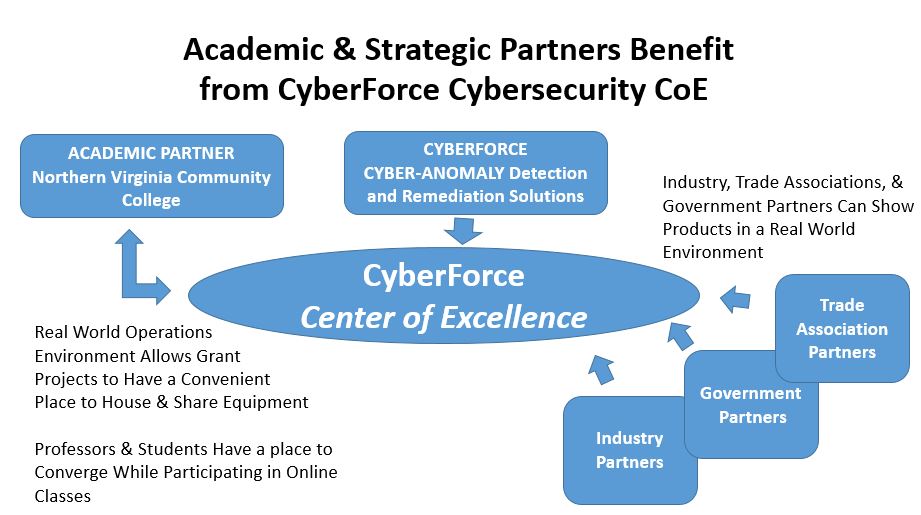 Academic & Strategic Partners Benefit
from CyberForce Cybersecurity CoE
ACADEMIC PARTNER
Northern Virginia Community
College
CYBERFORCE
CYBER-ANOMALY Detection
and Remediation Solutions
Industry, Trade Associations, &
Government Partners Can Show
Products in a Real World
Environment
CyberForce
Center of Excellence
Trade
Association
Partners
Real World Operations
Environment Allows Grant
Projects to Have a Convenient
Place to House & Share Equipment
Government
Partners
Industry
Partners
Professors & Students Have a place to
Converge While Participating in Online
Classes